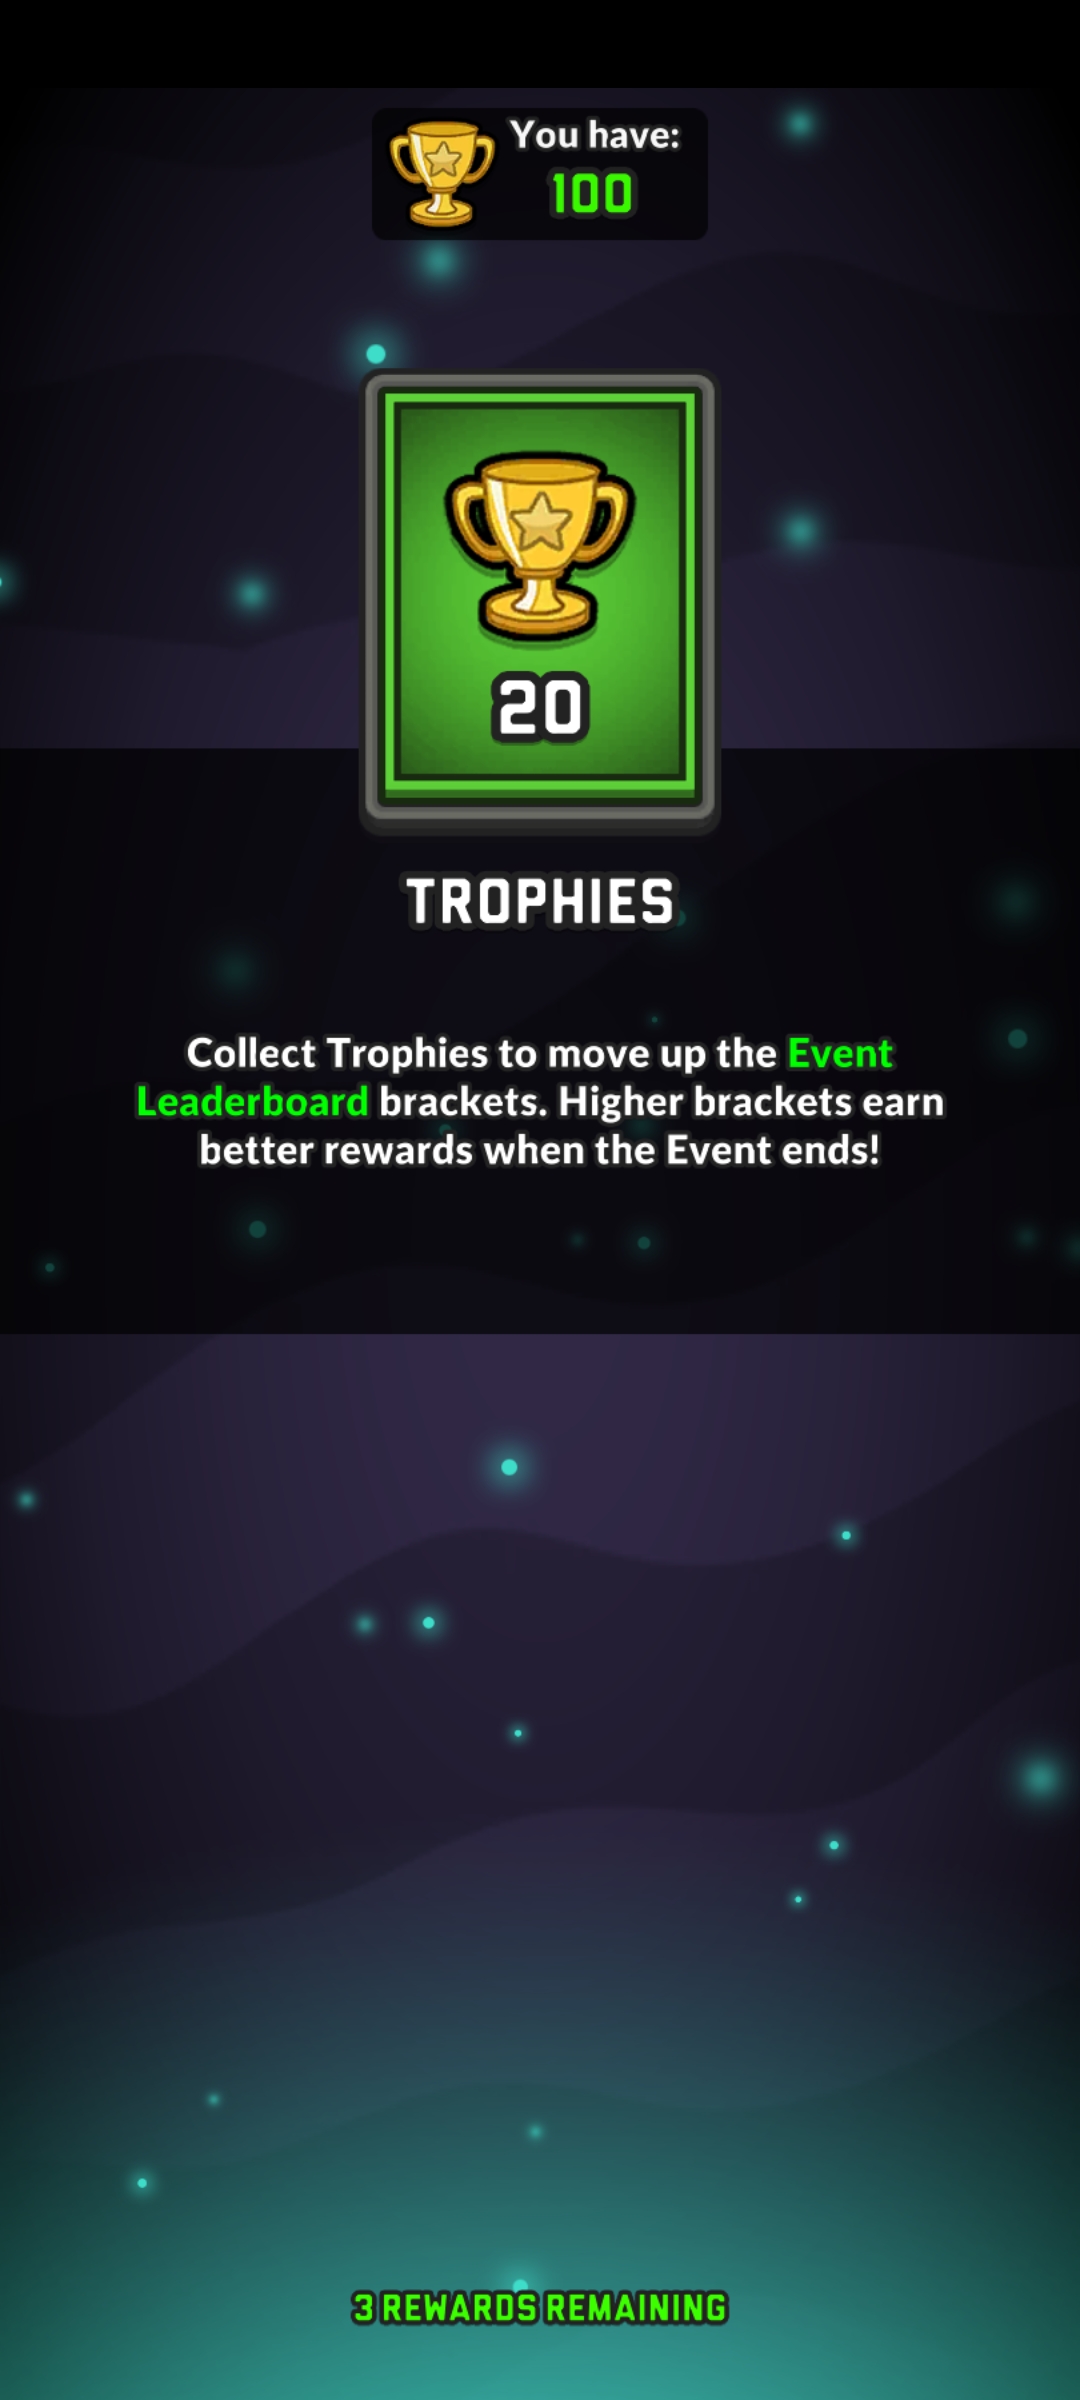 You have:
100
20
TROPHIES
Collect Trophies to move up the Event
Leaderboard brackets. Higher brackets earn
better rewards when the Event ends!
3 REWARDS REMAINING